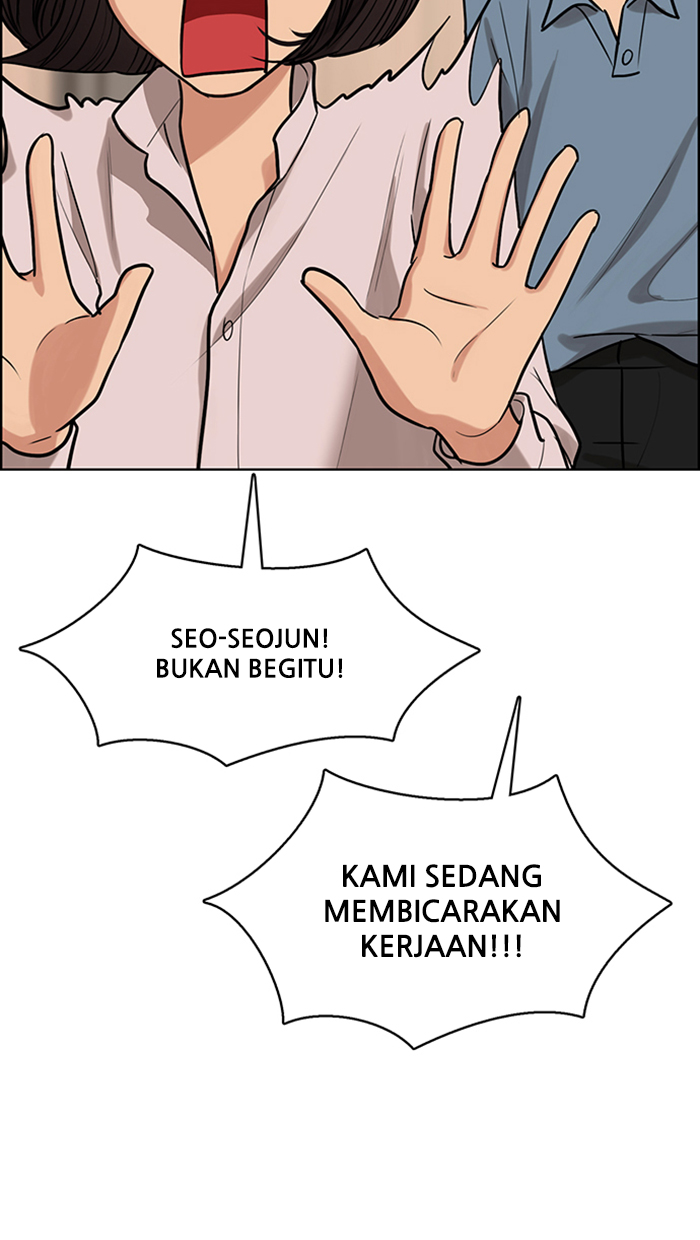 SEO-SEOJUN!
BUKAN BEGITU!
KAMI SEDANG
MEMBICARAKAN
KERJAAN!!!